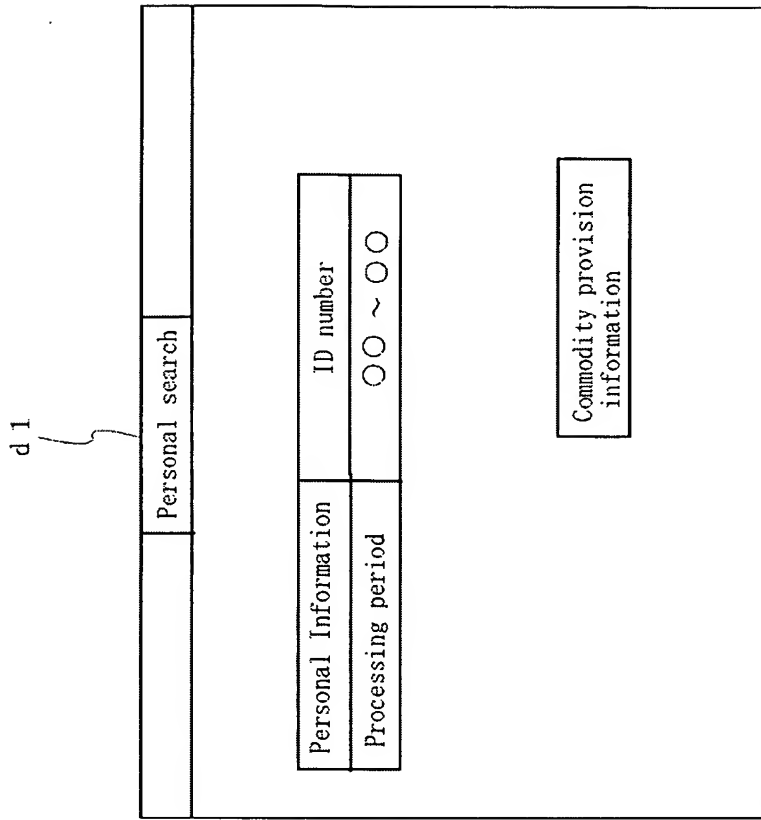 d 1
Personal search
Personal Information
ID number
Processing period
○○ ~ ○○
Commodity provision
information